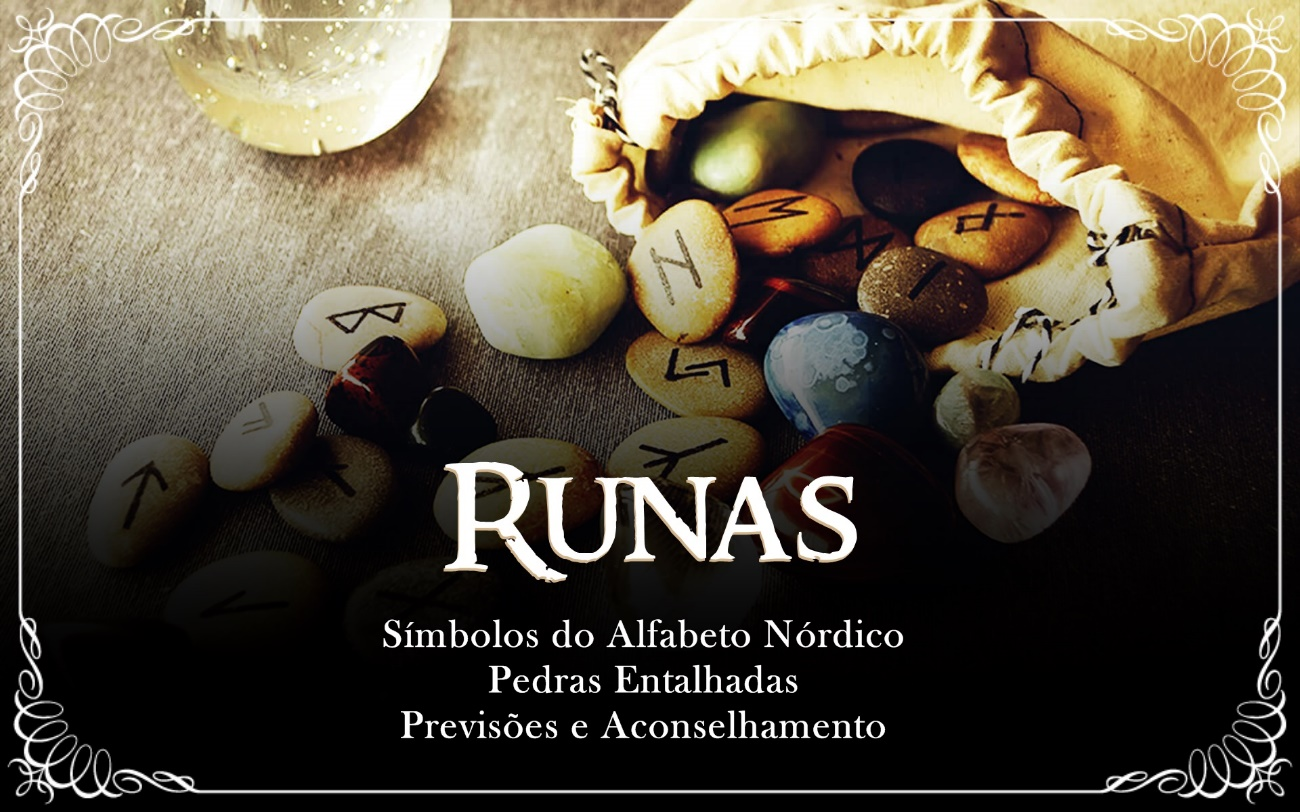 Runas
Símbolos do Alfabeto Nórdico
Pedras Entalhadas
Previsões e Aconselhamento